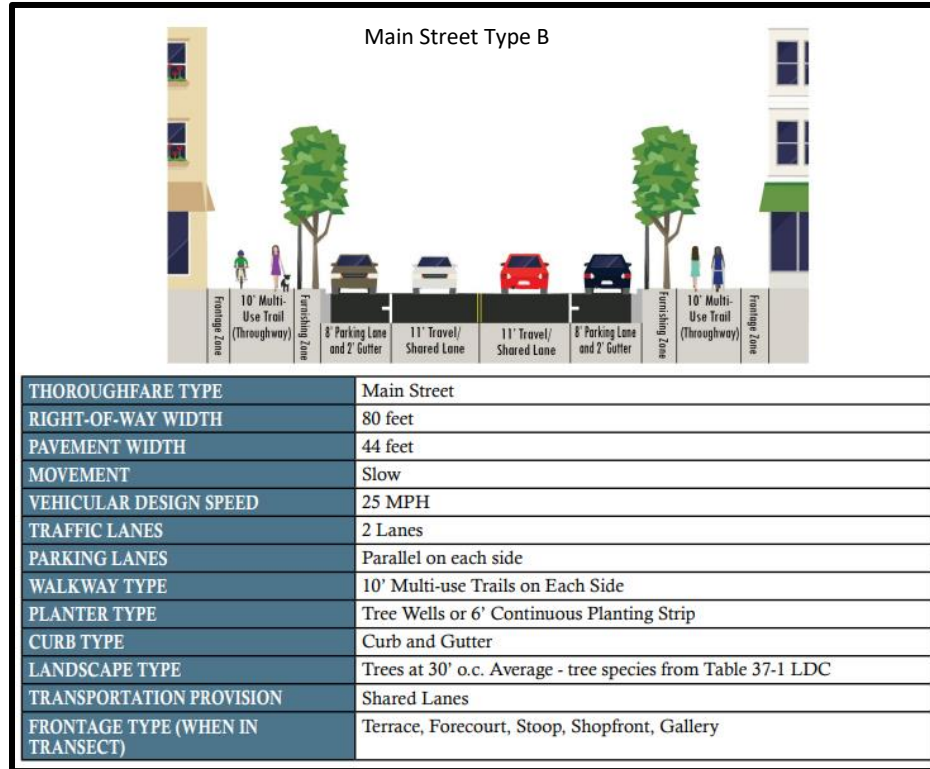 Main Street Type B
Frontage Zone
10' Multi-
Use Trail
(Throughway)
Furnishing Zone
8' Parking Lane
and 2' Gutter
11' Travel/
Shared Lane
11' Travel/
Shared Lane
8' Parking Lane
and 2' Gutter
Furnishing Zone
10' Multi-
Use Trail
(Throughway)
Frontage Zone
THOROUGHFARE TYPE Main Street
RIGHT-OF-WAY WIDTH 80 feet
PAVEMENT WIDTH 44 feet
MOVEMENT Slow
VEHICULAR DESIGN SPEED 25 MPH
TRAFFIC LANES 2 Lanes
PARKING LANES Parallel on each side
WALKWAY TYPE 10' Multi-use Trails on Each Side
PLANTER TYPE Tree Wells or 6' Continuous Planting Strip
CURB TYPE Curb and Gutter
LANDSCAPE TYPE Trees at 30' o.c. Average - tree species from Table 37-1 LDC
TRANSPORTATION PROVISION Shared Lanes
FRONTAGE TYPE (WHEN IN Terrace, Forecourt, Stoop, Shopfront, Gallery
TRANSECT)